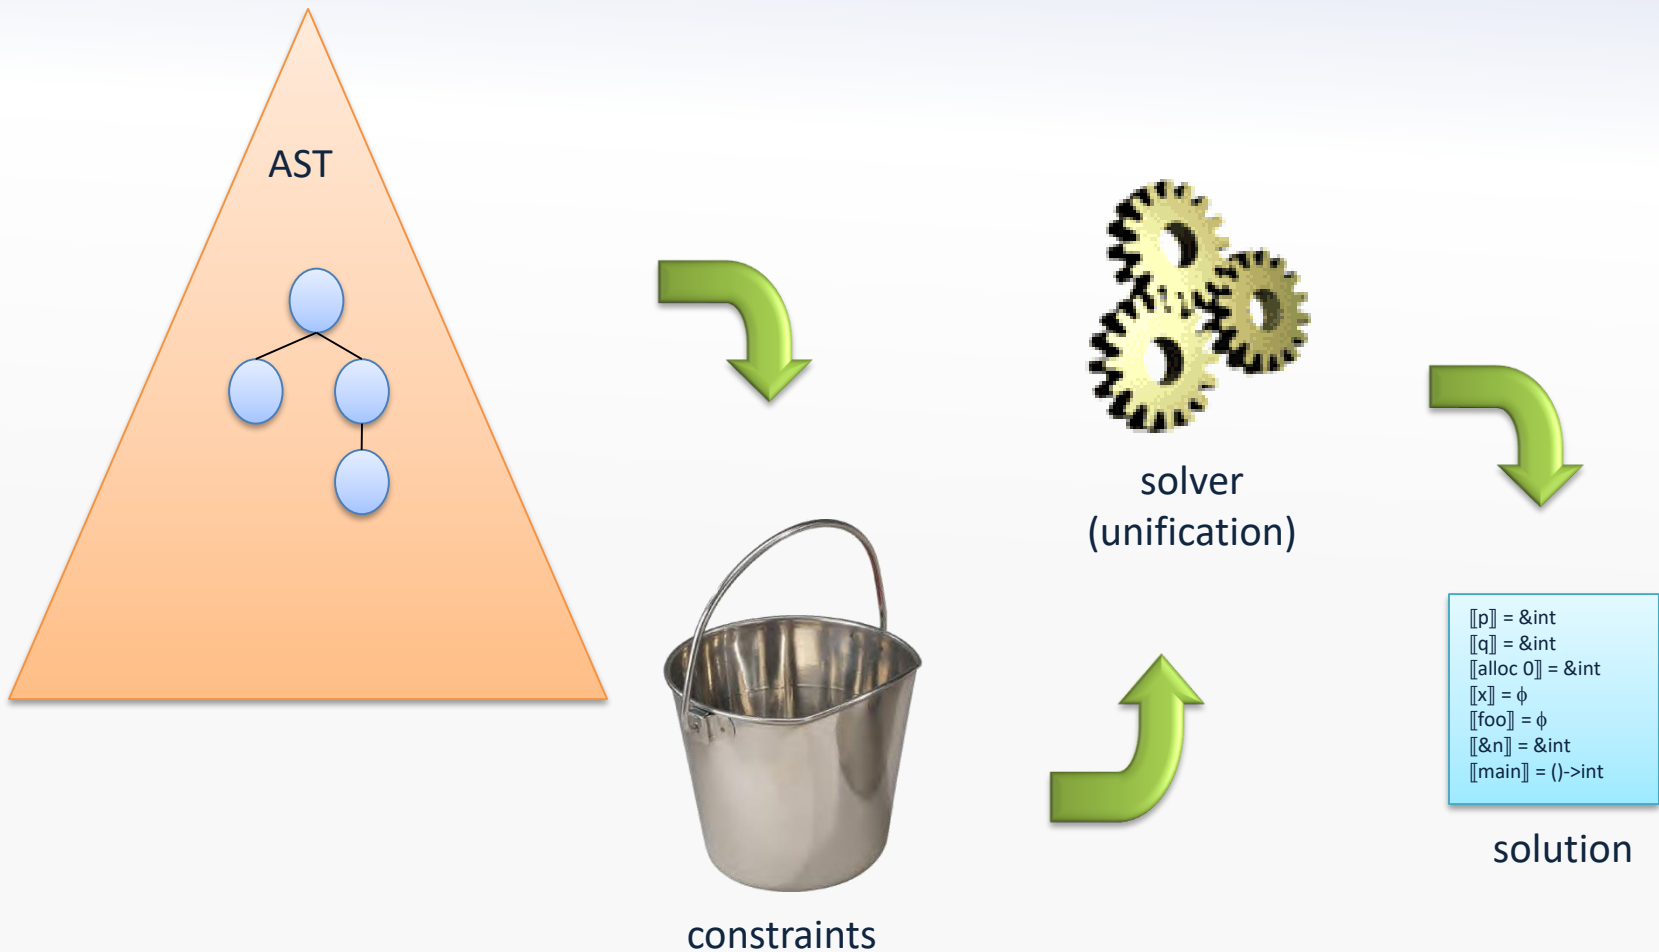 AST
solver
(unification)
⟦p⟧ = &int
⟦q⟧ = &int
⟦alloc 0⟧ = &int
⟦x⟧ = ϕ
⟦foo⟧ = ϕ
⟦&n⟧ = &int
⟦main⟧ = ()->int
solution
constraints